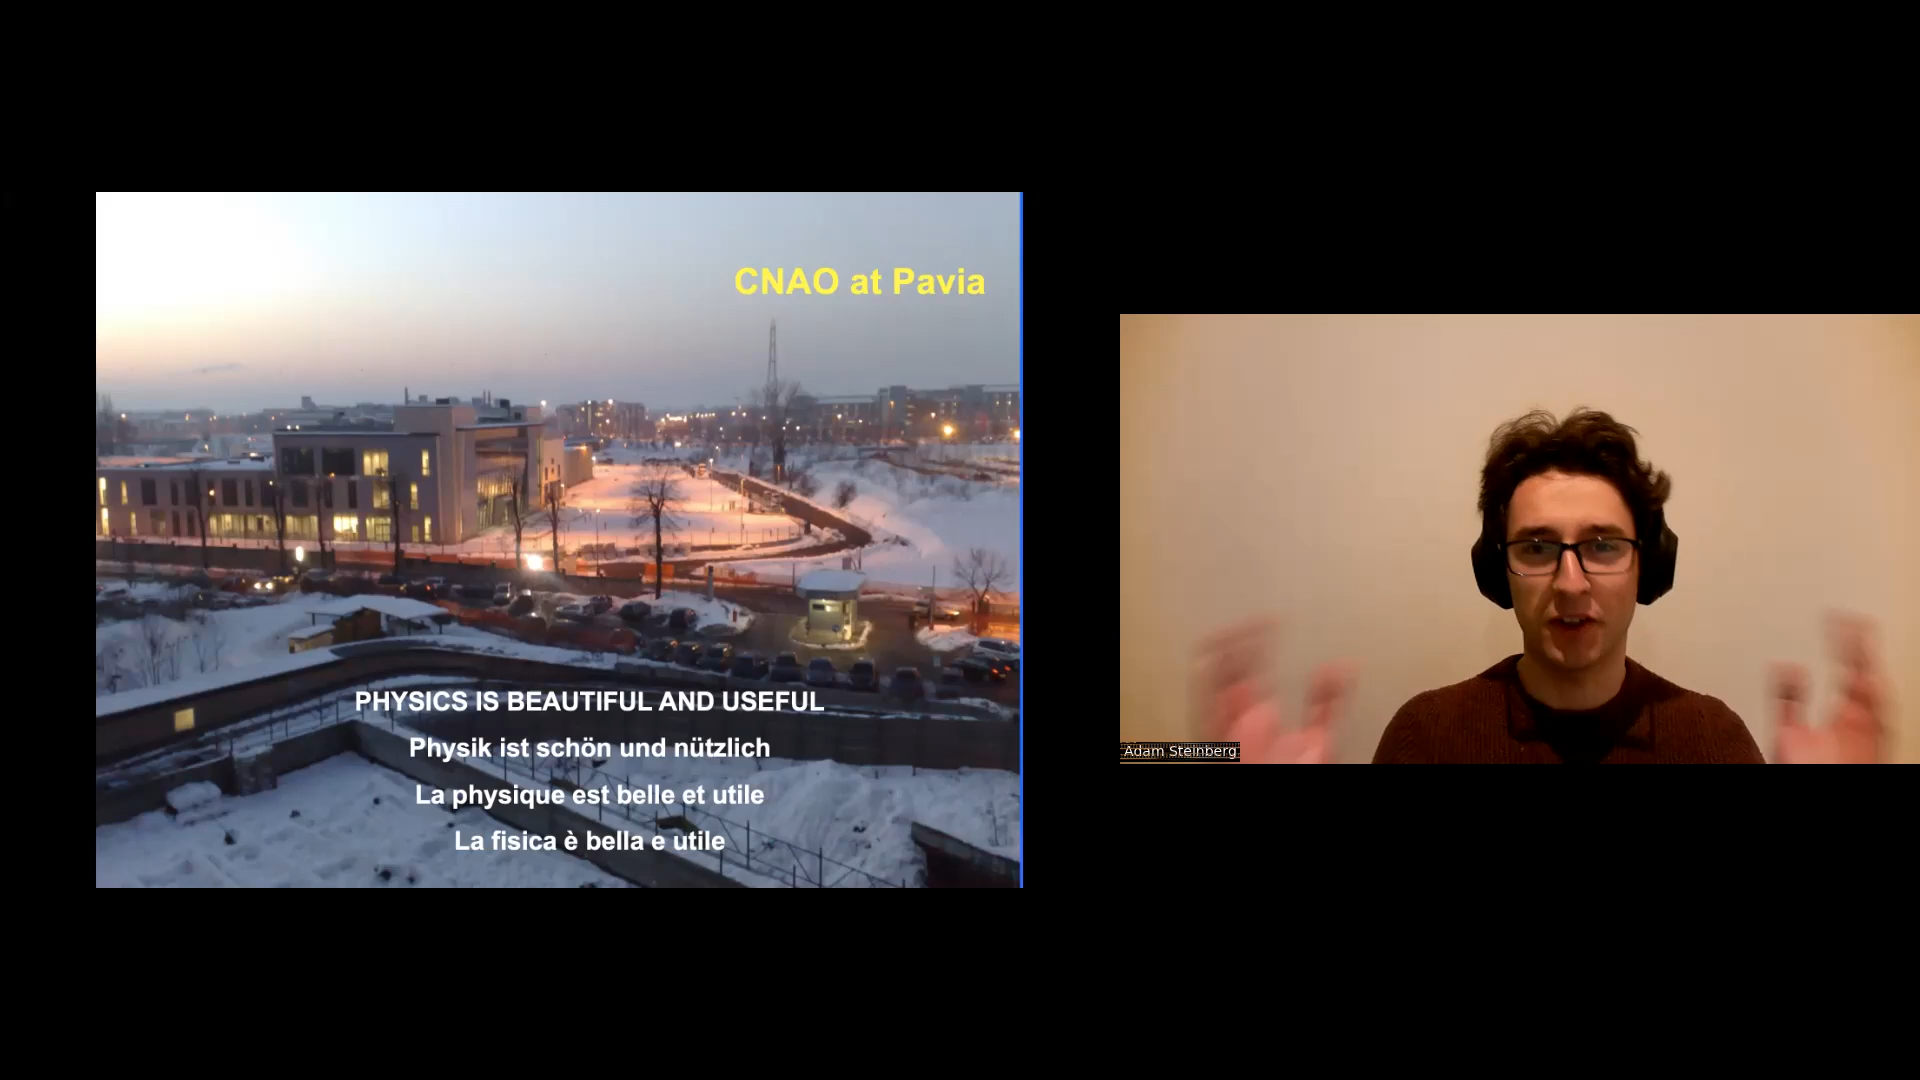 CNAO at Pavia
PHYSICS IS BEAUTIFUL AND USEFUL
Physik ist schön und nützlich
La physique est belle et utile
La fisica è bella e utile
Adam Steinberg